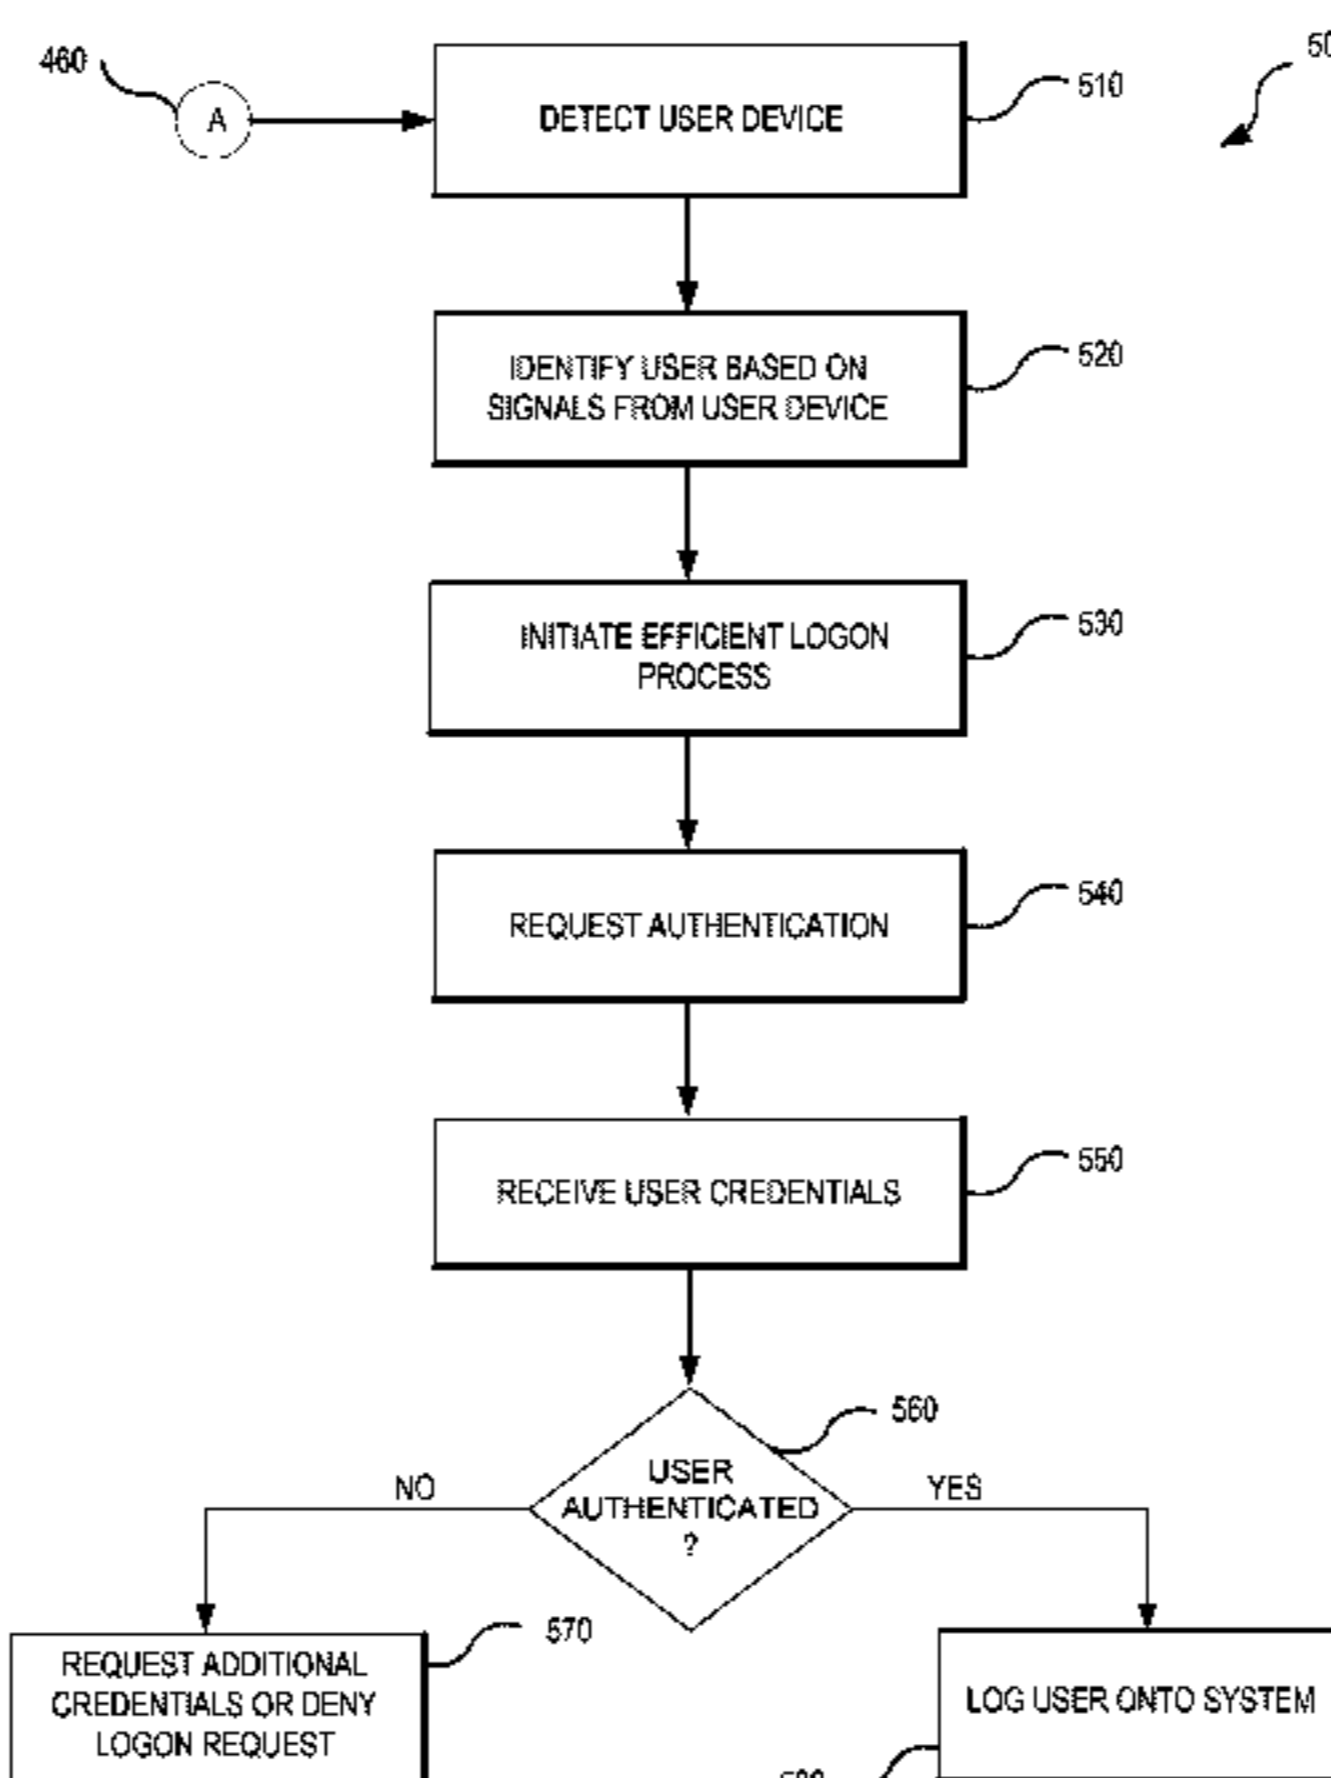 460
A
DETECT USER DEVICE
510
IDENTIFY USER BASED ON
SIGNALS FROM USER DEVICE
520
INITIATE EFFICIENT LOGON
PROCESS
530
REQUEST AUTHENTICATION
540
RECEIVE USER CREDENTIALS
550
560
USER
AUTHENTICATED
?
NO
YES
570
REQUEST ADDITIONAL
CREDENTIALS OR DENY
LOGON REQUEST
LOG USER ONTO SYSTEM